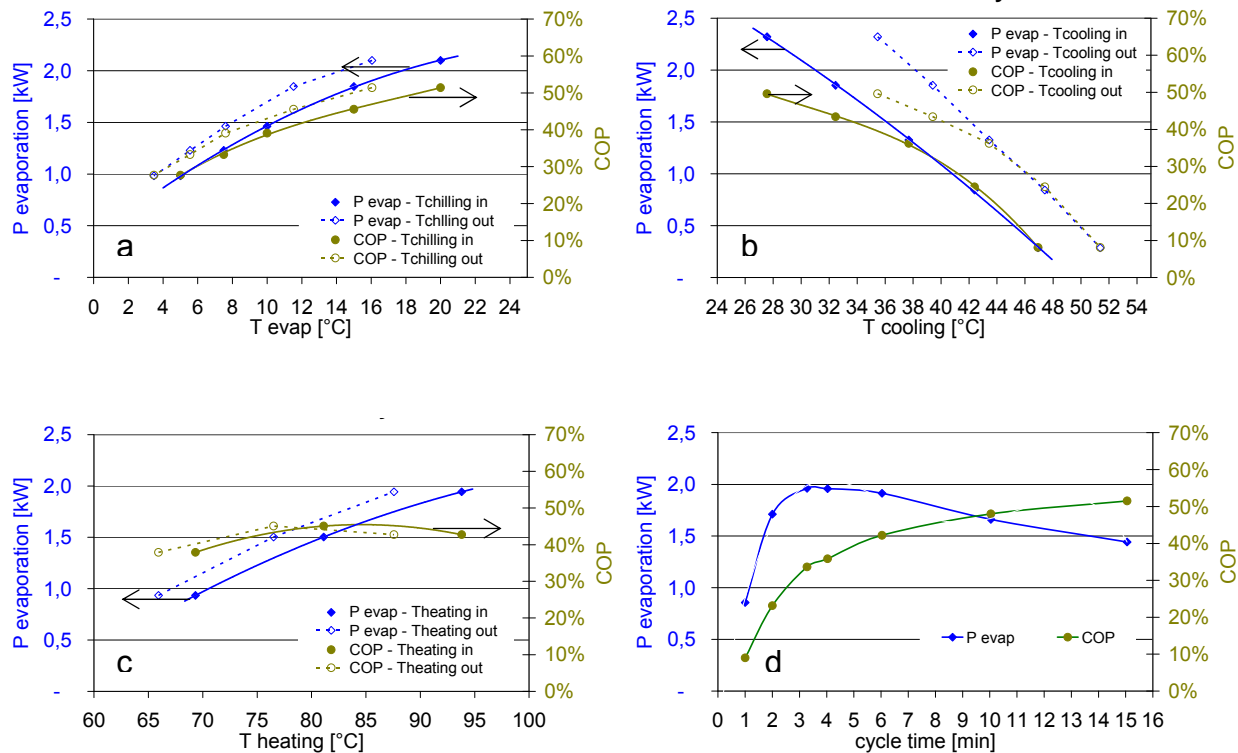 2,5
2,0
1,5
1,0
0,5
-
P evaporation [kW]
70%
60%
50%
40%
30%
20%
10%
0%
COP
P evap - Tchilling in
P evap - Tchlling out
COP - Tchilling in
COP - Tchilling out
a
0 2 4 6 8 10 12 14 16 18 20 22 24
T evap [°C]
2,5
2,0
1,5
1,0
0,5
-
P evaporation [kW]
70%
60%
50%
40%
30%
20%
10%
0%
COP
P evap - Tcooling in
P evap - Tcooling out
COP - Tcooling in
COP - Tcooling out
b
24 26 28 30 32 34 36 38 40 42 44 46 48 50 52 54
T cooling [°C]
2,5
2,0
1,5
1,0
0,5
-
P evaporation [kW]
70%
60%
50%
40%
30%
20%
10%
0%
COP
P evap - Theating in
P evap - Theating out
COP - Theating in
COP - Theating out
c
60 65 70 75 80 85 90 95 100
T heating [°C]
2,5
2,0
1,5
1,0
0,5
-
P evaporation [kW]
70%
60%
50%
40%
30%
20%
10%
0%
COP
P evap
COP
d
0 1 2 3 4 5 6 7 8 9 10 11 12 13 14 15 16
cycle time [min]